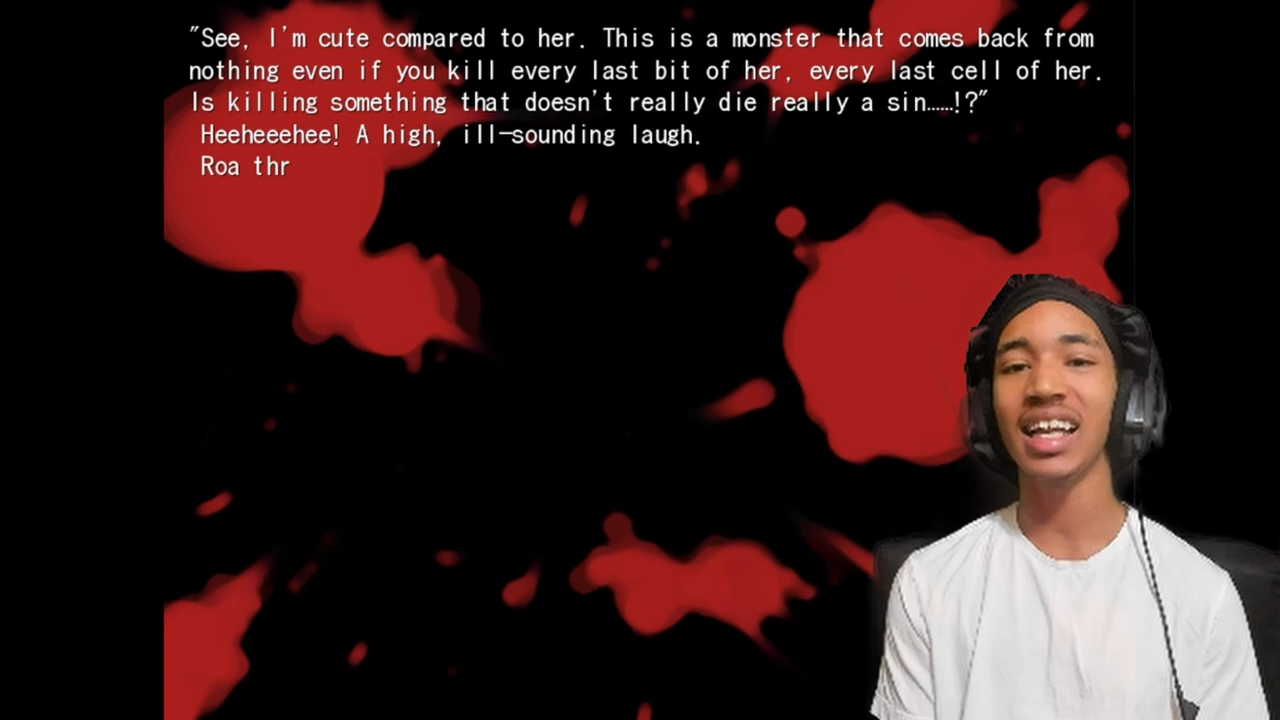 "See, I'm cute compared to her. This is a monster that comes back from
nothing even if you kill every last bit of her, every last cell of her.
Is killing something that doesn't really die really a sin……!?"
Heeheeehee! A high, ill—sounding laugh.
Roa thr